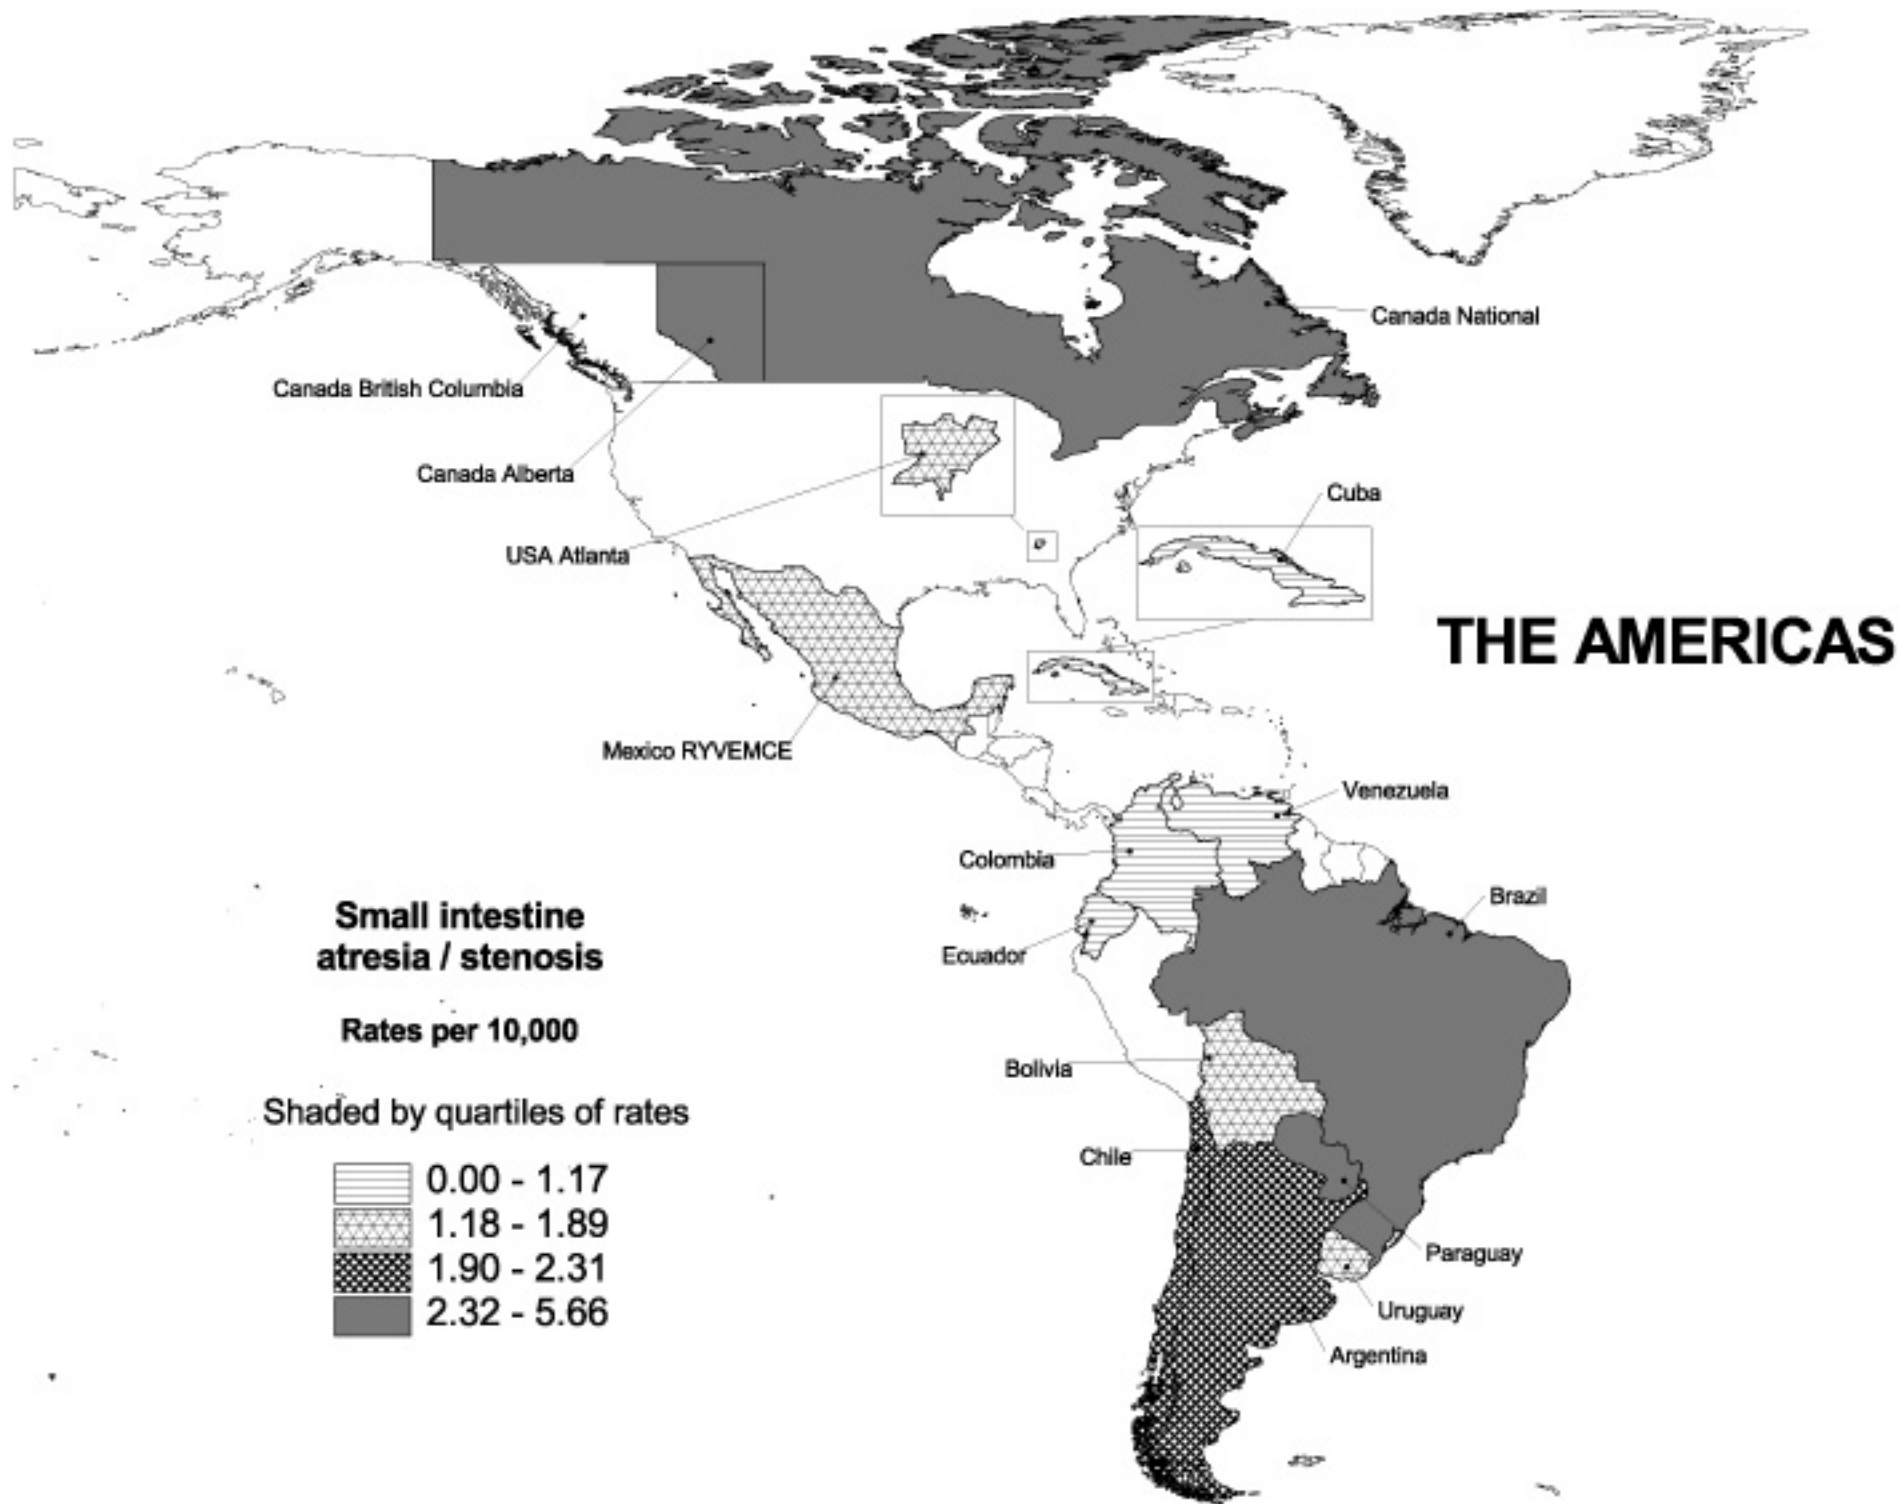 Canada National
Canada British Columbia
Canada Alberta
Cuba
USA Atlanta
THE AMERICAS
Mexico RYVEMCE
Venezuela
Colombia
Brazil
Ecuador
Small intestine
atresia / stenosis
Rates per 10,000
Bolivia
Shaded by quartiles of rates
Chile
0.00 - 1.17
1.18 - 1.89
1.90 - 2.31
2.32 - 5.66
Paraguay
Uruguay
Argentina